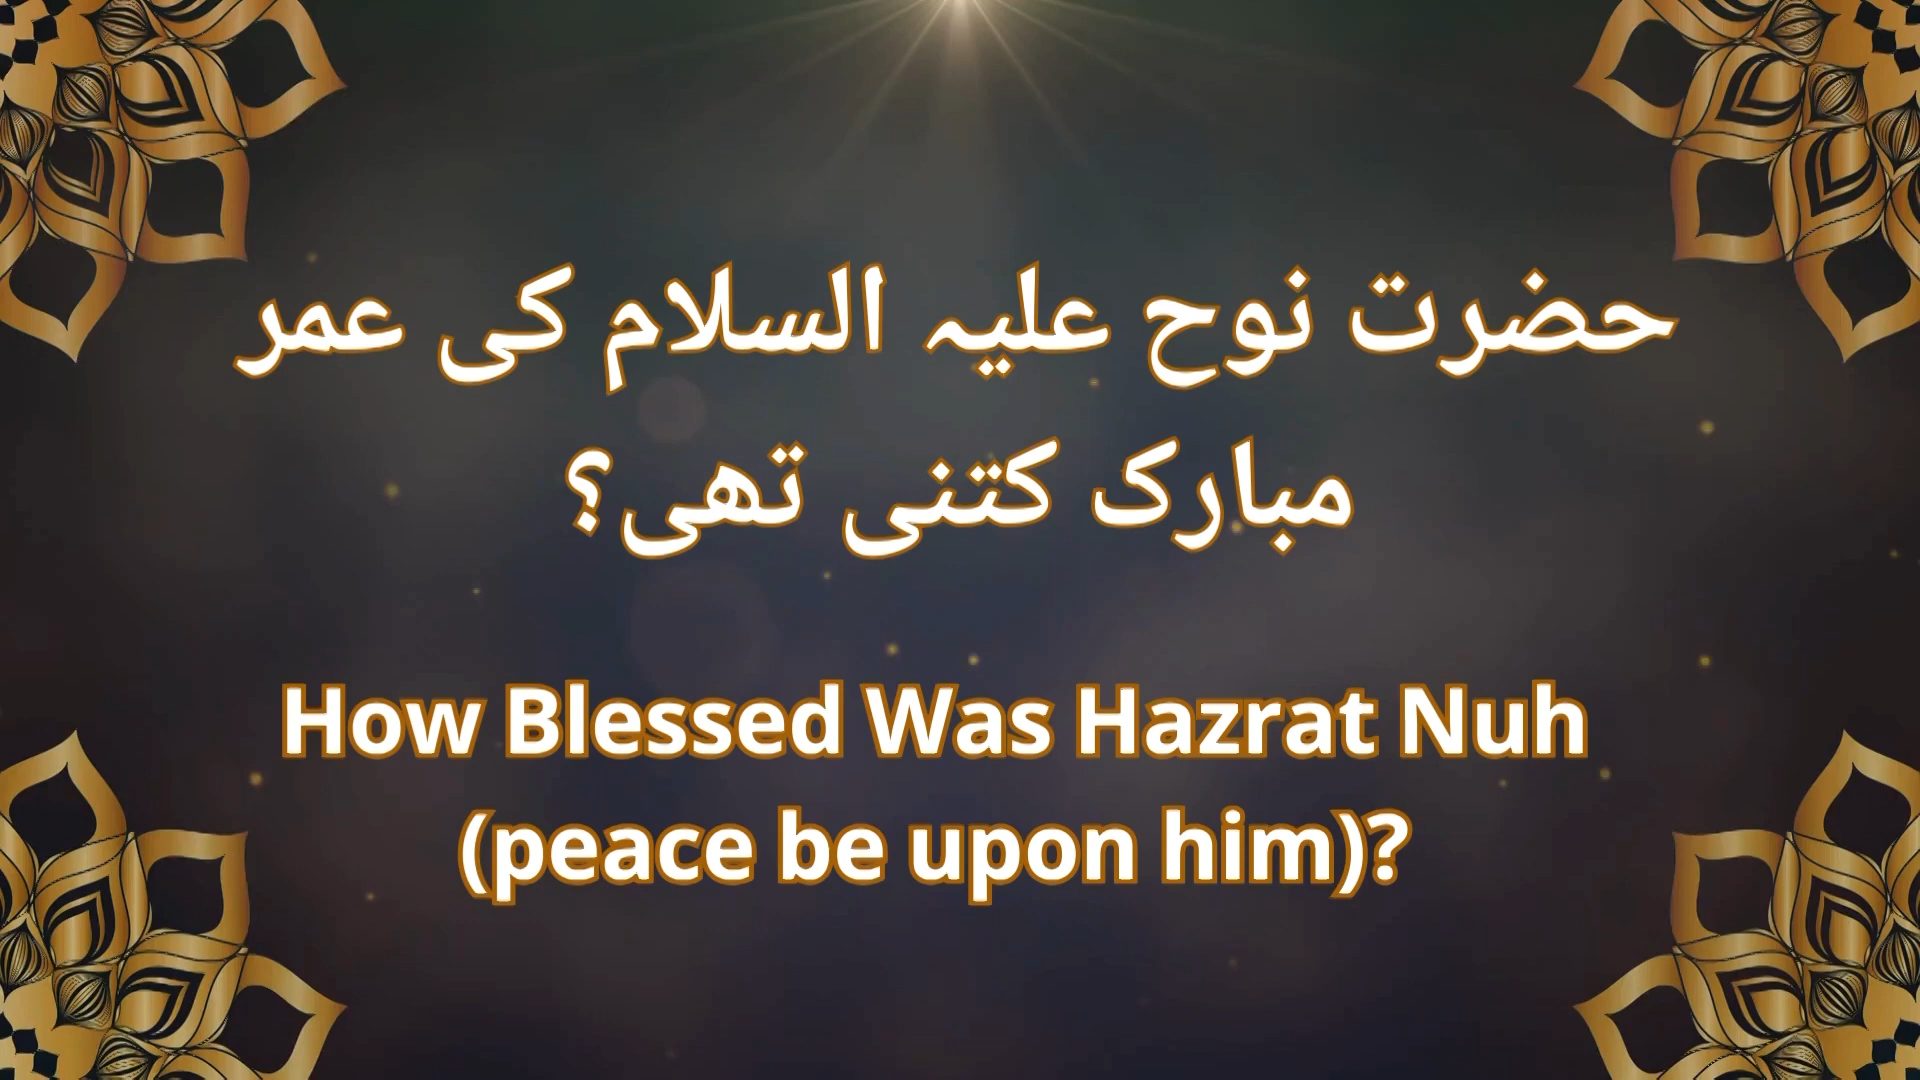 حضرت نوح علیہ السلام کی عمر
مبارک کتنی تھی؟
How Blessed Was Hazrat Nuh
(peace be upon him)?